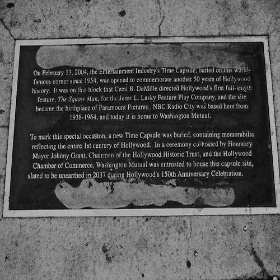 On February 13, 2004, the Entertainment Industry's Time Capsule, buried on this world-
famous corner since 1954, was opened to commemorate another 50 years of Hollywood
history. It was on this block that Cecil B. DeMille directed Hollywood's first full-length
feature, The Squaw Man, for the Jesse L. Lasky Feature Play Company, and the site
became the birthplace of Paramount Pictures. NBC Radio City was based here from
1938-1964, and today it is home to Washington Mutual.
To mark this special occasion, a new Time Capsule was buried, containing memorabilia
reflecting the entire 1st century of Hollywood. In a ceremony co-hosted by Honorary
Mayor Johnny Grant, Chairman of the Hollywood Historic Trust, and the Hollywood
Chamber of Commerce, Washington Mutual was entrusted to house this capsule site,
slated to be unearthed in 2037 during Hollywood's 150th Anniversary Celebration.